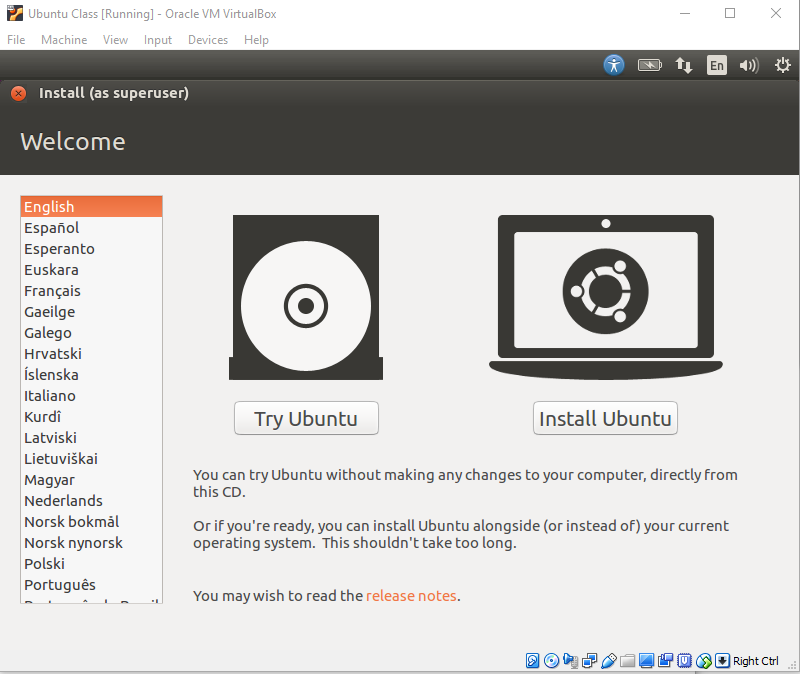 Ubuntu Class [Running] - Oracle VM VirtualBox
File Machine View Input Devices Help
En
Install (as superuser)
Welcome
English
Español
Esperanto
Euskara
Français
Gaeilge
Galego
Hrvatski
Íslenska
Italiano
Kurdî
Latviski
Lietuviškai
Magyar
Nederlands
Norsk bokmål
Norsk nynorsk
Polski
Português
Try Ubuntu
Install Ubuntu
You can try Ubuntu without making any changes to your computer, directly from
this CD.
Or if you're ready, you can install Ubuntu alongside (or instead of) your current
operating system. This shouldn't take too long.
You may wish to read the release notes.
Right Ctrl